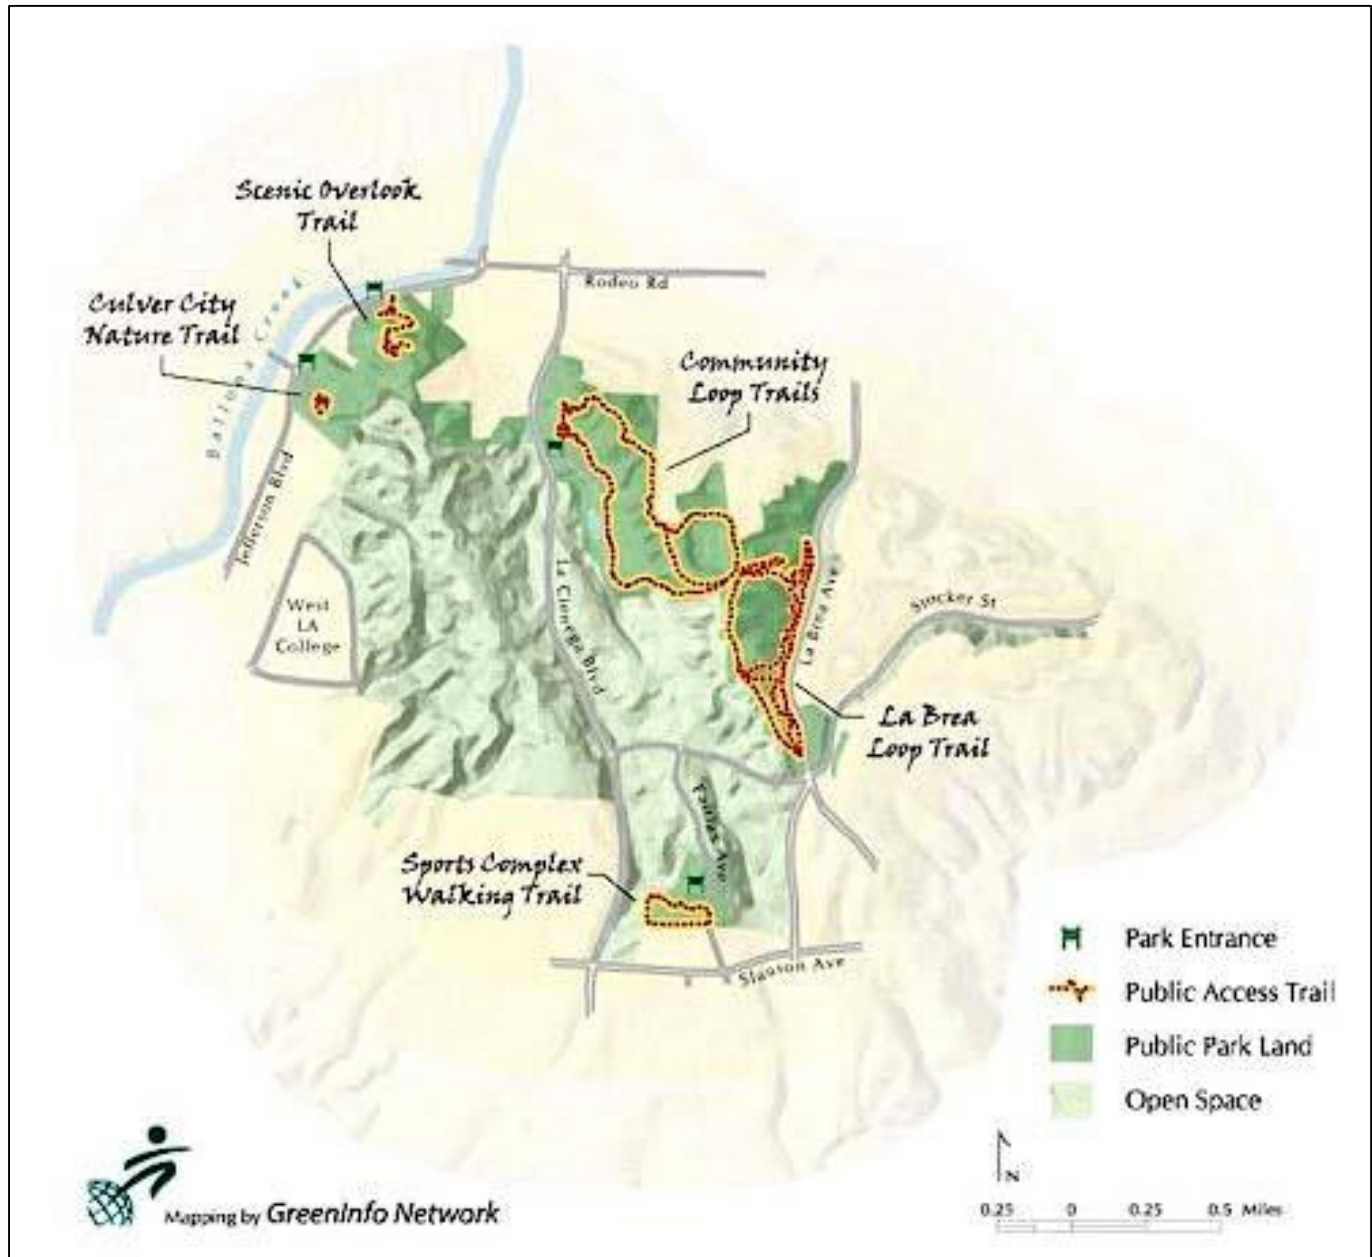 Scenic Overlook
Trail
Culver City
Nature Trail
Ballona Creek
Rodeo Rd
Community
Loop Trails
Jefferson Blvd
West
LA
College
La Cienega Blvd
La Brea Ave
Stocker St
La Brea
Loop Trail
Fairfax Ave
Sports Complex
Walking Trail
Slauson Ave
Park Entrance
Public Access Trail
Public Park Land
Open Space
N
0.25 0 0.25 0.5 Miles
Mapping by GreenInfo Network